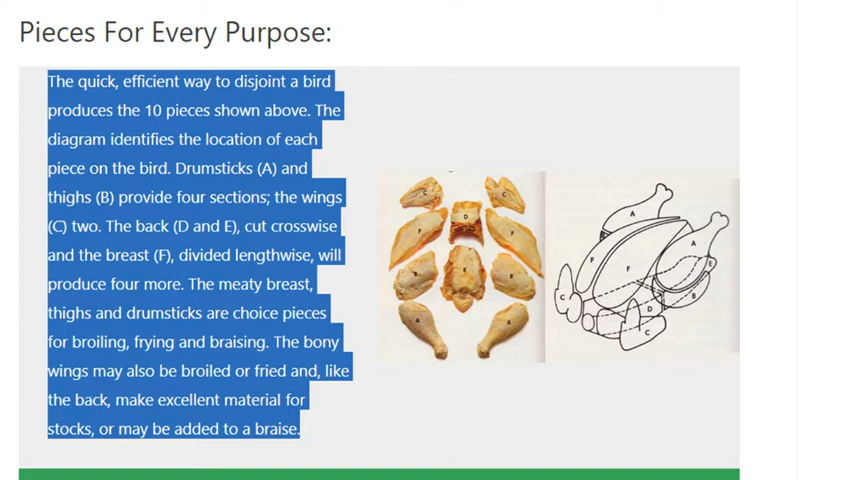 Pieces For Every Purpose:
The quick, efficient way to disjoint a bird
produces the 10 pieces shown above. The
diagram identifies the location of each
piece on the bird. Drumsticks (A) and
thighs (B) provide four sections; the wings
(C) two. The back (D and E), cut crosswise
and the breast (F), divided lengthwise, will
produce four more. The meaty breast,
thighs and drumsticks are choice pieces
for broiling, frying and braising. The bony
wings may also be broiled or fried and, like
the back, make excellent material for
stocks, or may be added to a braise.
C C
D
F F
B E B
A A
A
B
A
F
F
E
C
B
D
C